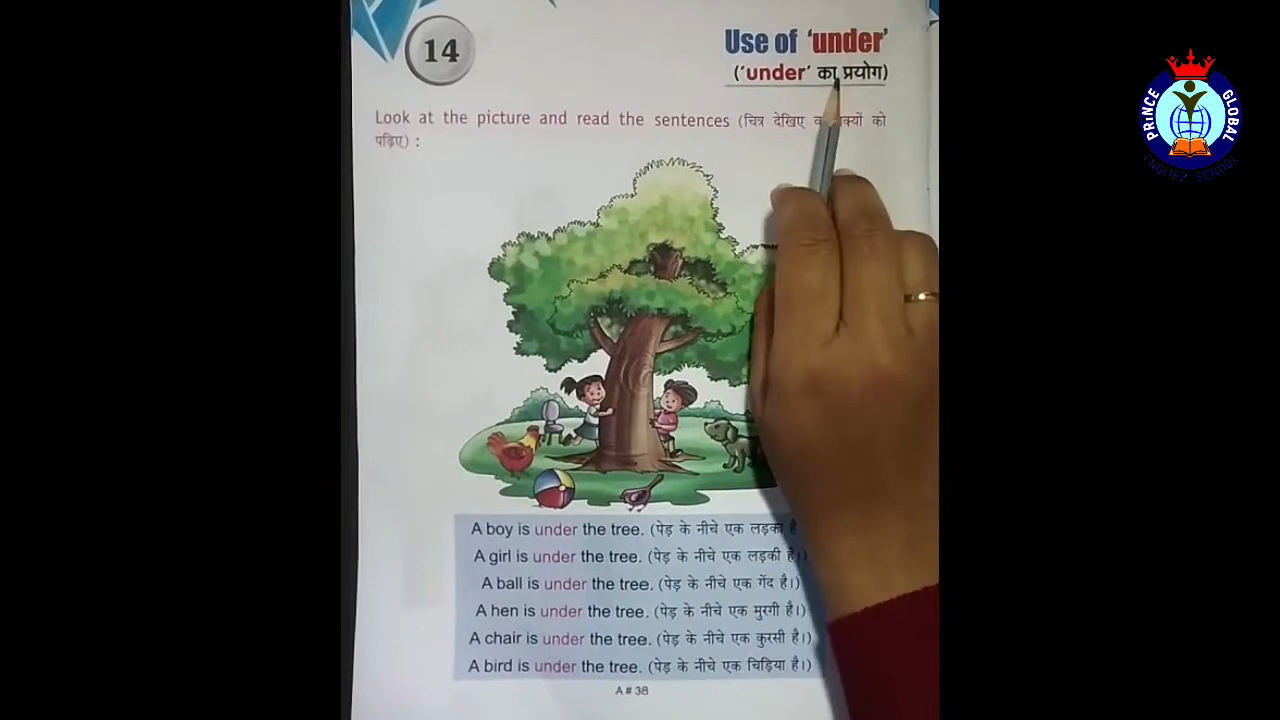 14
Use of 'under'
('under' का प्रयोग)
Look at the picture and read the sentences (चित्र देखिए को
पढ़िए) :
A boy is under the tree. (पेड़ के नीचे एक लड़का है
A girl is under the tree. (पेड़ के नीचे एक लड़की है।)
A ball is under the tree. (पेड़ के नीचे एक गेंद है।)
A hen is under the tree. (पेड़ के नीचे एक मुरगी है।)
A chair is under the tree. (पेड़ के नीचे एक कुरसी है।)
A bird is under the tree. (पेड़ के नीचे एक चिड़िया है।)
A # 38
PRiNCE GLOBAL
ENGLISH SCHOOL